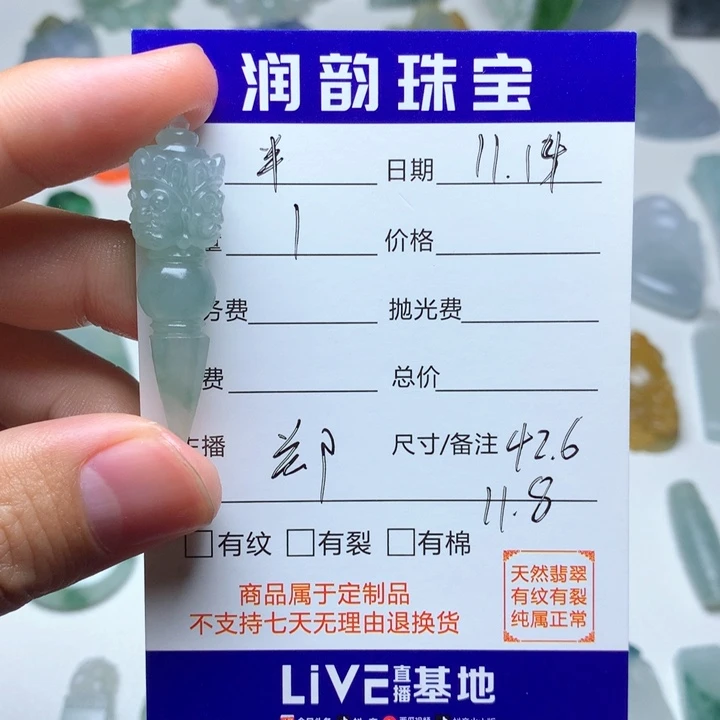 润韵珠宝
半 日期 11.14
量 1 价格
务费 抛光费
费 总价
主播 郑 尺寸/备注 42.6
11.8
□有纹 □有裂 □有棉
商品属于定制品
不支持七天无理由退换货
天然翡翠
有纹有裂
纯属正常
LiVE直播基地